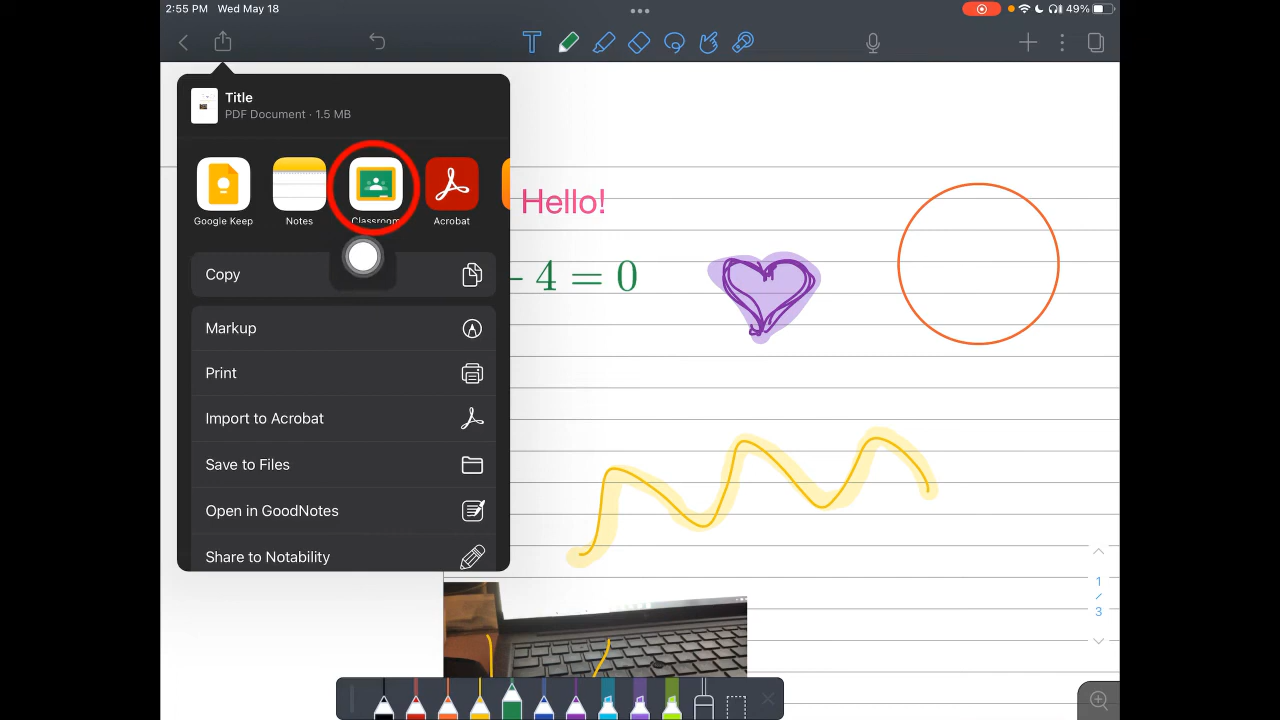 2:55 PM Wed May 18
49%
Title
PDF Document · 1.5 MB
Google Keep
Notes
Classroom
Acrobat
Copy
Markup
Print
Import to Acrobat
Save to Files
Open in GoodNotes
Share to Notability
T
Hello!
– 4 = 0
1
/
3